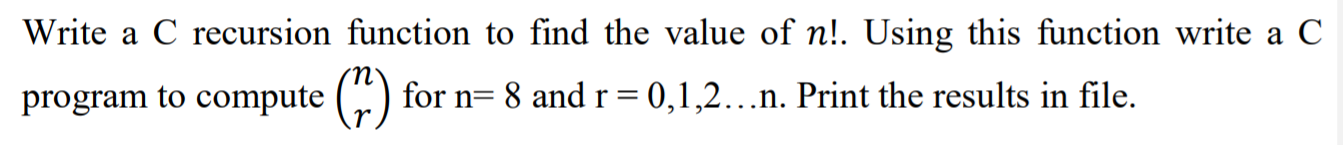 Write a C recursion function to find the value of n!. Using this function write a C
program to compute (n r) for n= 8 and r = 0,1,2…n. Print the results in file.